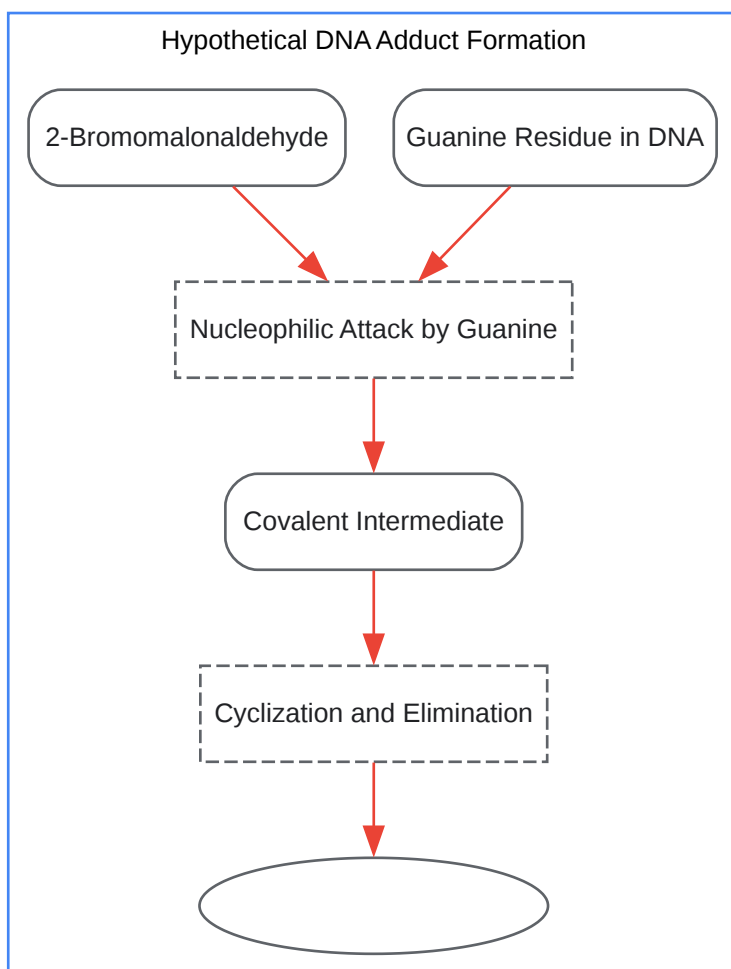 Hypothetical DNA Adduct Formation
2-Bromomalonaldehyde
Guanine Residue in DNA
Nucleophilic Attack by Guanine
Covalent Intermediate
Cyclization and Elimination